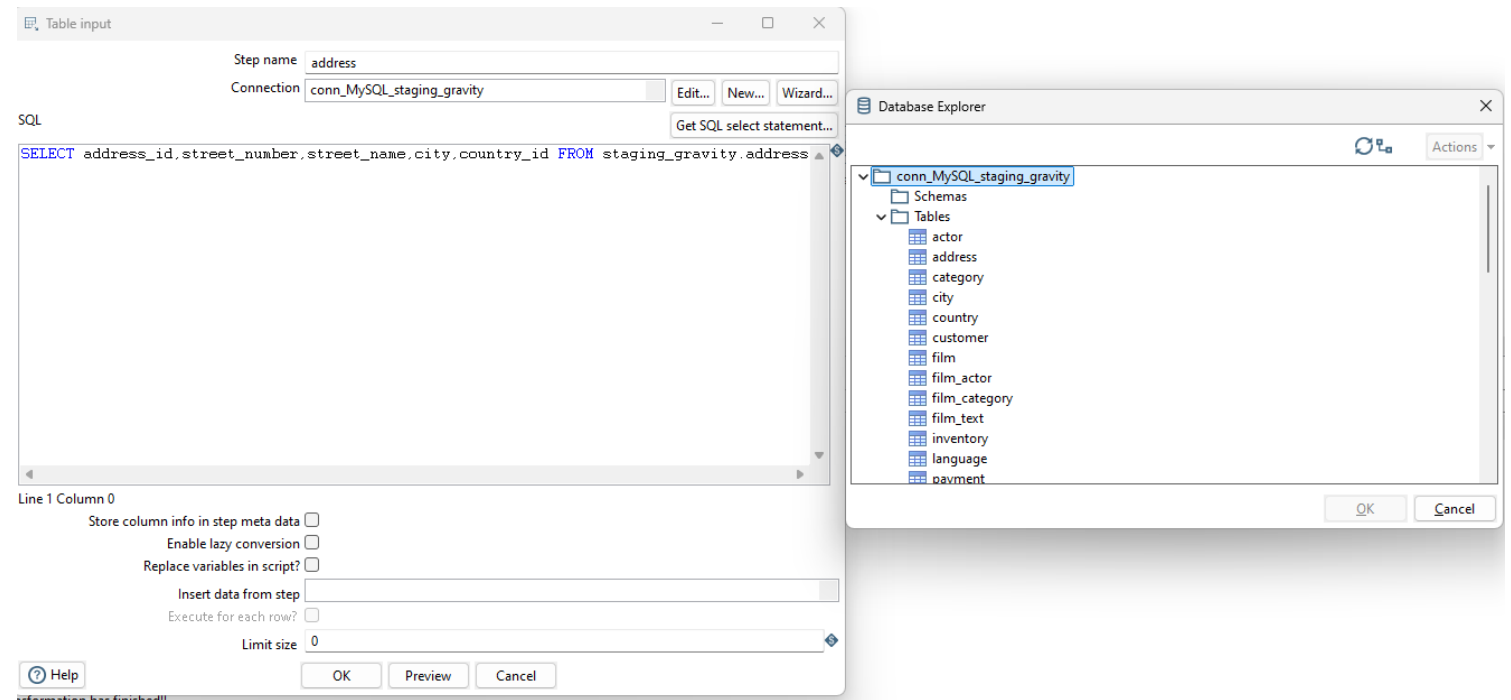 Table input
Step name address
Connection conn_MySQL_staging_gravity Edit... New... Wizard...
SQL
Get SQL select statement...
SELECT address_id,street_number,street_name,city,country_id FROM staging_gravity.address
Line 1 Column 0
Store column info in step meta data
Enable lazy conversion
Replace variables in script?
Insert data from step
Execute for each row?
Limit size 0
Help OK Preview Cancel
Database Explorer
Actions
conn_MySQL_staging_gravity
Schemas
Tables
actor
address
category
city
country
customer
film
film_actor
film_category
film_text
inventory
language
payment
OK Cancel